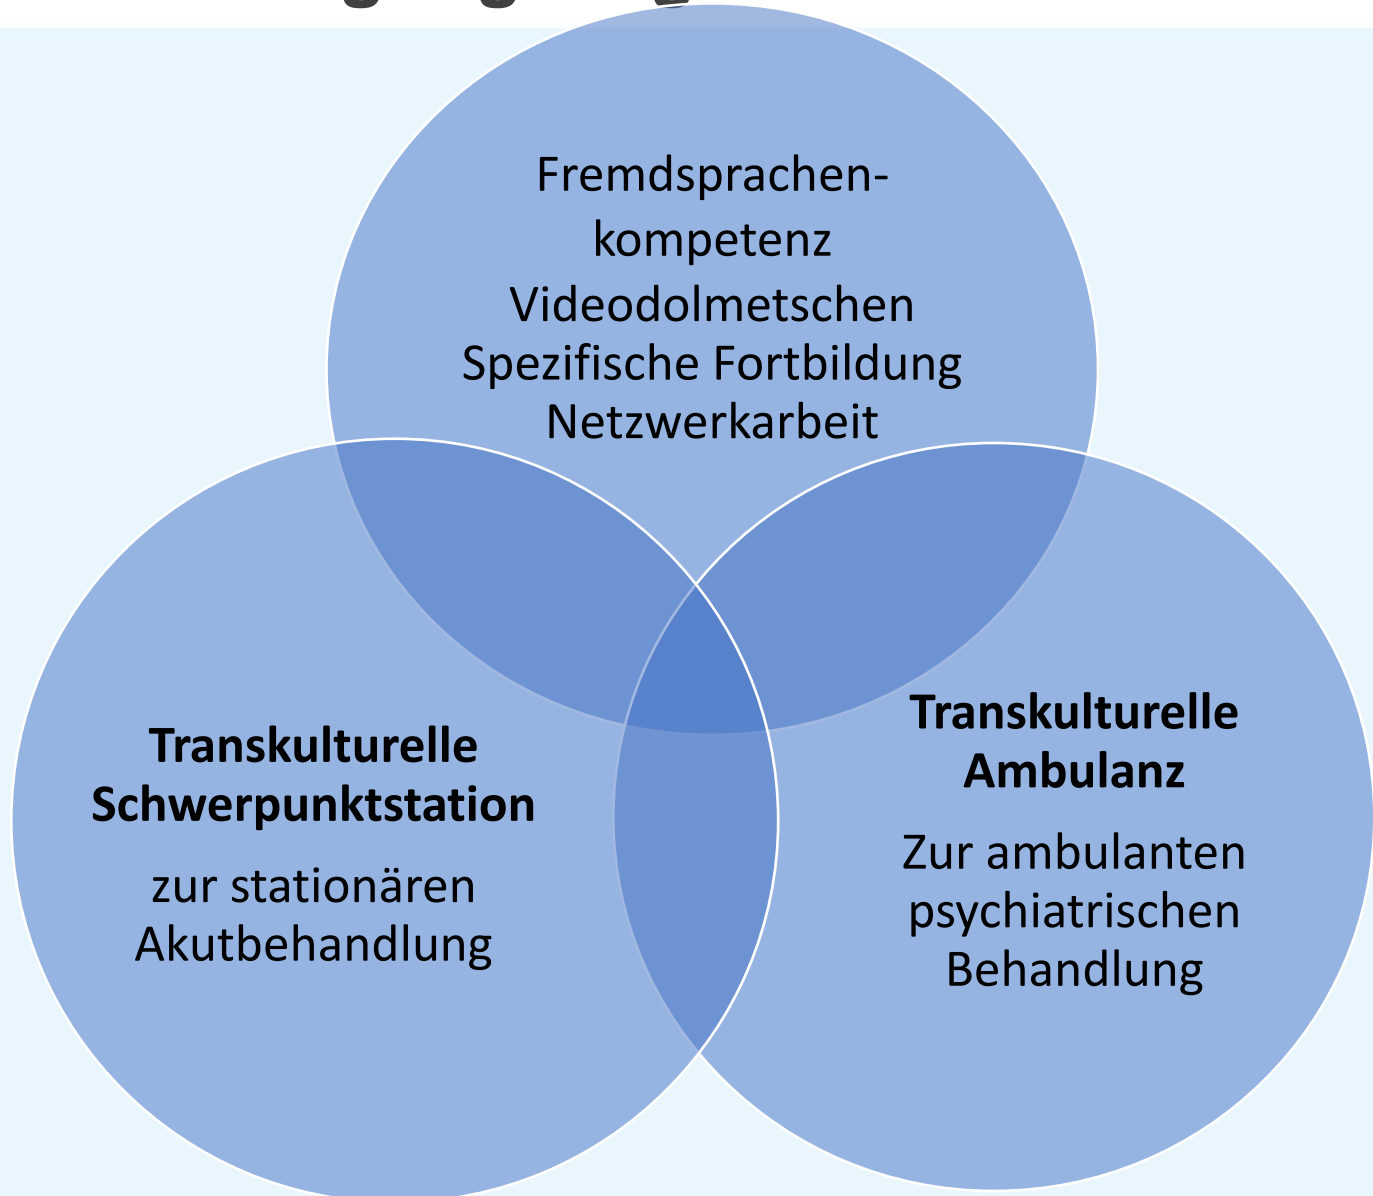 Fremdsprachen-
kompetenz
Videodolmetschen
Spezifische Fortbildung
Netzwerkarbeit
Transkulturelle
Schwerpunktstation
zur stationären
Akutbehandlung
Transkulturelle
Ambulanz
Zur ambulanten
psychiatrischen
Behandlung